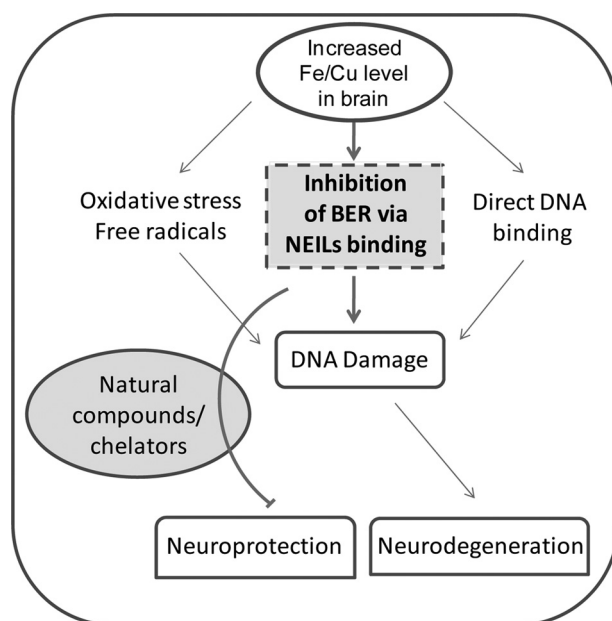 Increased
Fe/Cu level
in brain
Oxidative stress
Free radicals
Inhibition
of BER via
NEILs binding
Direct DNA
binding
DNA Damage
Natural
compounds/
chelators
Neuroprotection
Neurodegeneration